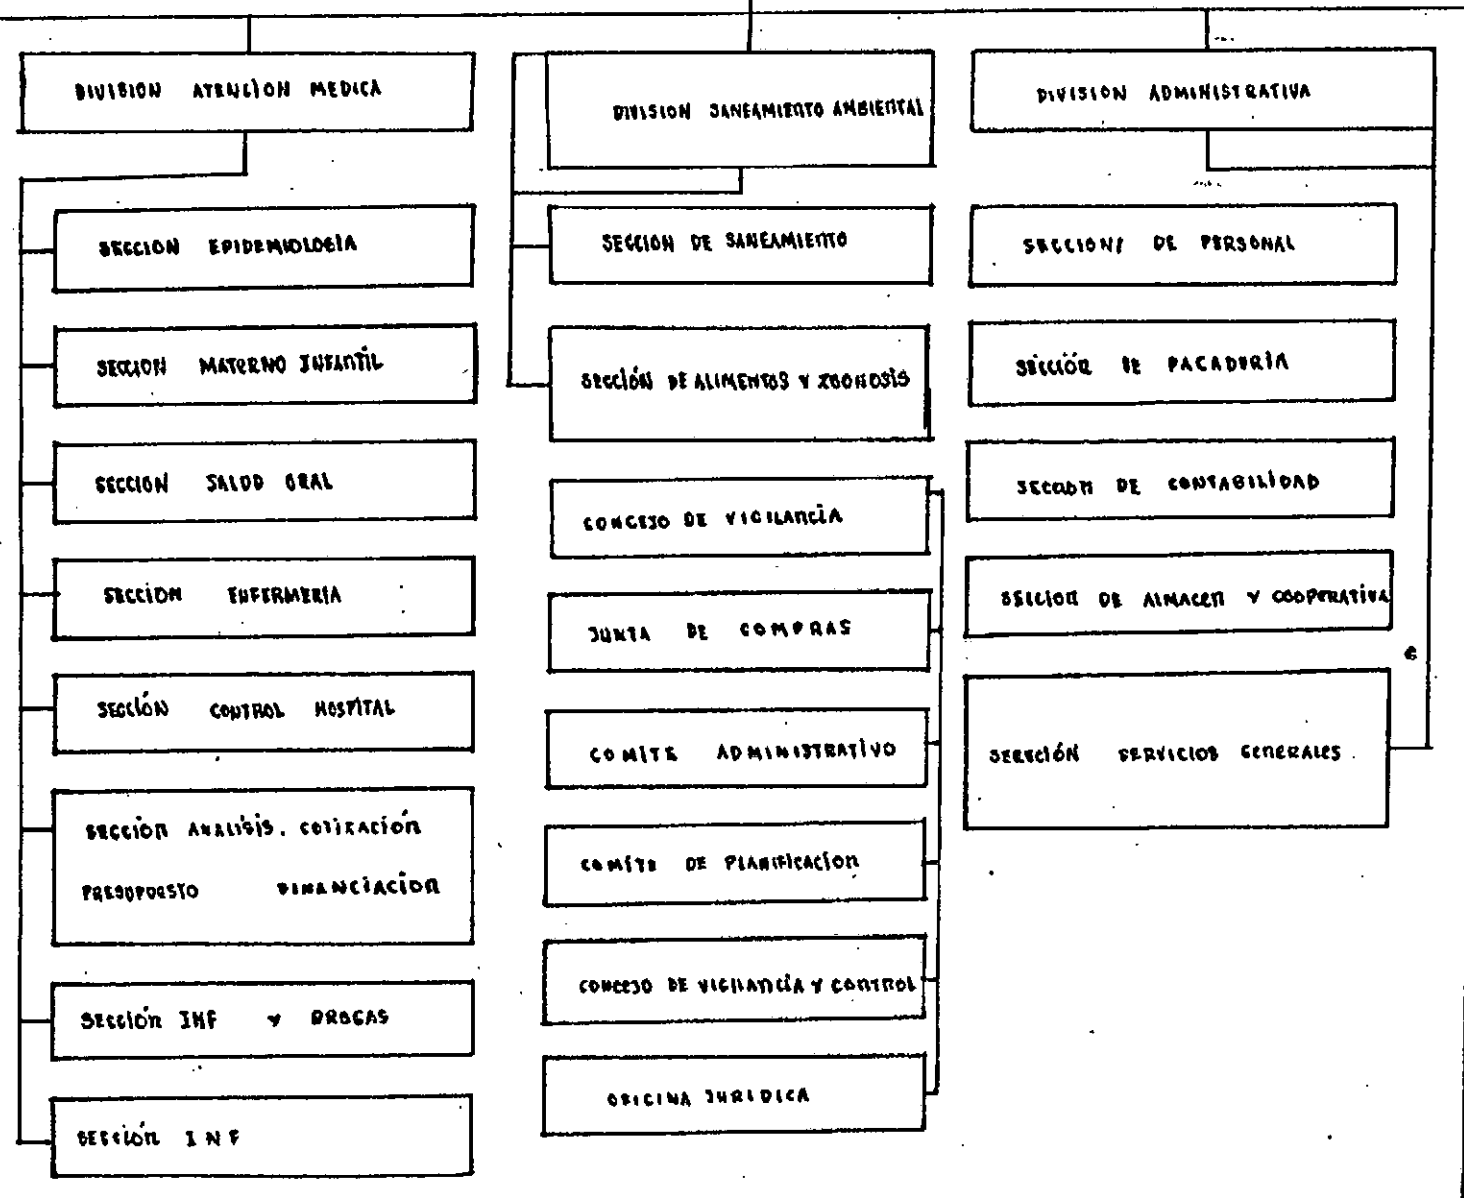 DIVISION ATENCION MEDICA
SECCION EPIDEMIOLOGIA
SECCION MATERNO INFANTIL
SECCION SALUD ORAL
SECCION ENFERMERIA
SECCIÓN CONTROL HOSPITAL
SECCION ANALISIS. COTIZACIÓN
PRESUPUESTO FINANCIACION
SECCIÓN INF Y DROGAS
SECCIÓN INF
DIVISION SANEAMIENTO AMBIENTAL
SECCION DE SANEAMIENTO
SECCIÓN DE ALIMENTOS Y ZOONOSIS
CONCEJO DE VIGILANCIA
JUNTA DE COMPRAS
COMITE ADMINISTRATIVO
COMITE DE PLANIFICACION
CONCEJO DE VIGILANCIA Y CONTROL
OFICINA JURIDICA
DIVISION ADMINISTRATIVA
DE PERSONAL
SECCIÓN DE PAGADURIA
SECCION DE CONTABILIDAD
SECCION DE ALMACEN Y COOPERATIVA
SERVICIOS GENERALES